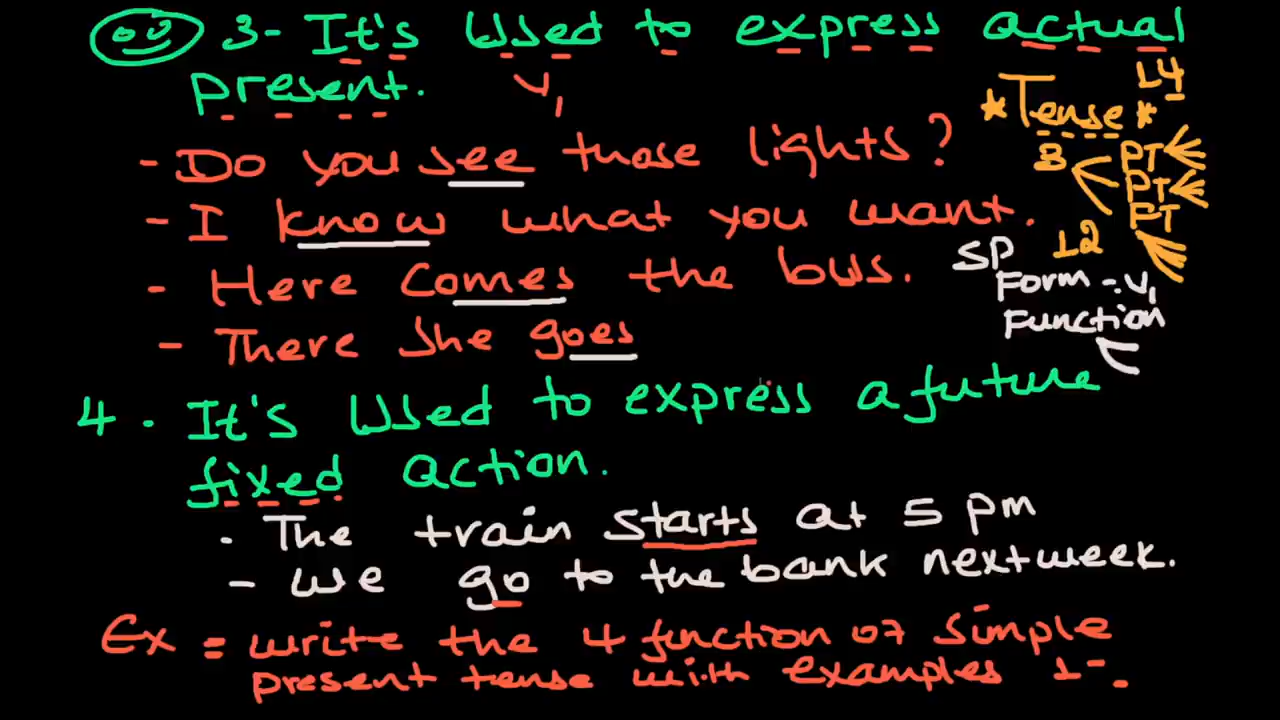 3- It's Used to express actual
present. V1
- Do you see those lights?
- I know what you want.
- Here comes the bus.
- There she goes
14
*Tense*
B PT
PT
PT
12
SP
Form = V1
Function
4. It's Used to express a future
fixed action.
. The train starts at 5 pm
- We go to the bank next week.
Ex = write the 4 function of simple
present tense with examples 1-.